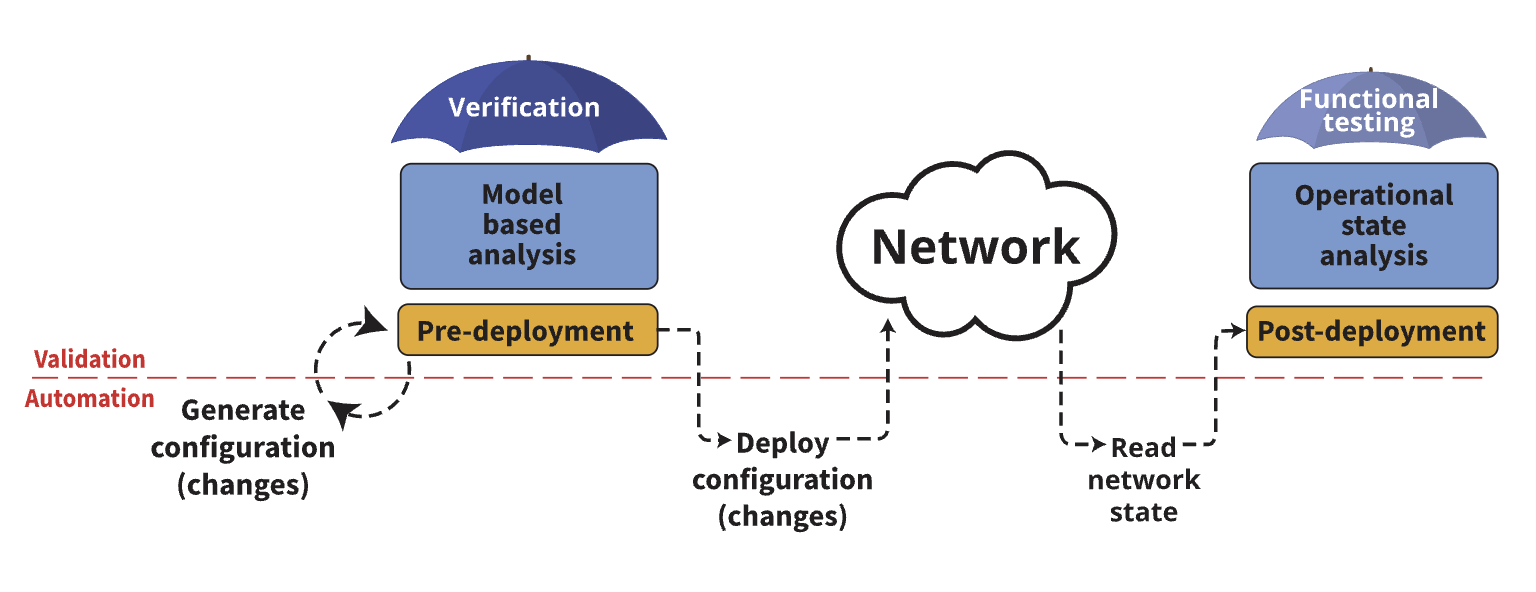 Verification
Model
based
analysis
Pre-deployment
Network
Functional
testing
Operational
state
analysis
Post-deployment
Validation
Automation
Generate
configuration
(changes)
Deploy
configuration
(changes)
Read
network
state